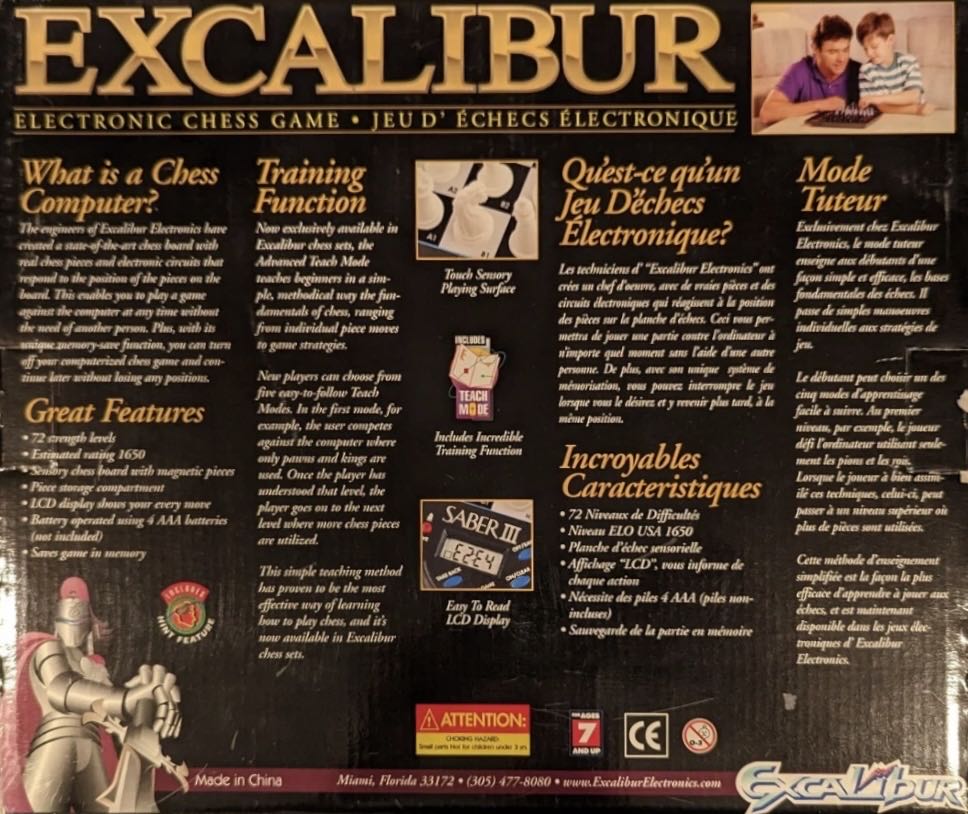 EXCALIBUR
ELECTRONIC CHESS GAME • JEU D' ÉCHECS ÉLECTRONIQUE
What is a Chess
Computer?
The engineers of Excalibur Electronics have
created a state-of-the-art chess board with
real chess pieces and electronic circuits that
respond to the position of the pieces on the
board. This enables you to play a game
against the computer at any time without
the need of another person. Plus, with its
unique memory-save function, you can turn
off your computerized chess game and con-
tinue later without losing any positions.
Great Features
• 72 strength levels
• Estimated rating 1650
• Sensory chess board with magnetic pieces
• Piece storage compartment
• LCD display shows your every move
• Battery operated using 4 AAA batteries
(not included)
• Saves game in memory
INCLUDES
HINT FEATURE
Training
Function
Now exclusively available in
Excalibur chess sets, the
Advanced Teach Mode
teaches beginners in a sim-
ple, methodical way the fun-
damentals of chess, ranging
from individual piece moves
to game strategies.
New players can choose from
five easy-to-follow Teach
Modes. In the first mode, for
example, the user competes
against the computer where
only pawns and kings are
used. Once the player has
understood that level, the
player goes on to the next
level where more chess pieces
are utilized.
This simple teaching method
has proven to be the most
effective way of learning
how to play chess, and it's
now available in Excalibur
chess sets.
A2
B2
A1
B1
Touch Sensory
Playing Surface
INCLUDES
TEACH
MODE
Includes Incredible
Training Function
SABER III
E2E4
TAKE BACK
ON/CLEAR
Easy To Read
LCD Display
Qu'est-ce qu'un
Jeu D'échecs
Électronique?
Les techniciens d' "Excalibur Electronics" ont
crées un chef d'oeuvre, avec de vraies pièces et des
circuits électroniques qui réagisent à la position
des pièces sur la planche d'échecs. Ceci vous per-
mettra de jouer une partie contre l'ordinateur à
n'importe quel moment sans l'aide d'une autre
personne. De plus, avec son unique système de
mémorisation, vous pouvez interrompre le jeu
lorsque vous le désirez et y revenir plus tard, à la
même position.
Incroyables
Caracteristiques
• 72 Niveaux de Difficultés
• Niveau ELO USA 1650
• Planche d'échec sensorielle
• Affichage "LCD", vous informe de
chaque action
• Nécessite des piles 4 AAA (piles non-
incluses)
• Sauvegarde de la partie en mémoire
Mode
Tuteur
Exclusivement chez Excalibur
Electronics, le mode tuteur
enseigne aux débutants d'une
façon simple et efficace, les bases
fondamentales des échecs. Il
passe de simples manoeuvres
individuelles aux stratégies de
jeu.
Le débutant peut choisir un des
cinq modes d'apprentissage
facile à suivre. Au premier
niveau, par exemple, le joueur
défi l'ordinateur utilisant seule-
ment les pions et les rois.
Lorsque le joueur à bien assim-
ilé ces techniques, celui-ci, peut
passer à un niveau supérieur où
plus de pièces sont utilisées.
Cette méthode d'enseignement
simplifiée est la façon la plus
efficace d'apprendre à jouer aux
échecs, et est maintenant
disponible dans les jeux élec-
troniques d' Excalibur
Electronics.
ATTENTION:
CHOKING HAZARD
Small parts Not for children under 3 yrs
FOR AGES
7
AND UP
CE
0-3
Made in China
Miami, Florida 33172 • (305) 477-8080 • www.ExcaliburElectronics.com
EXCALIBUR